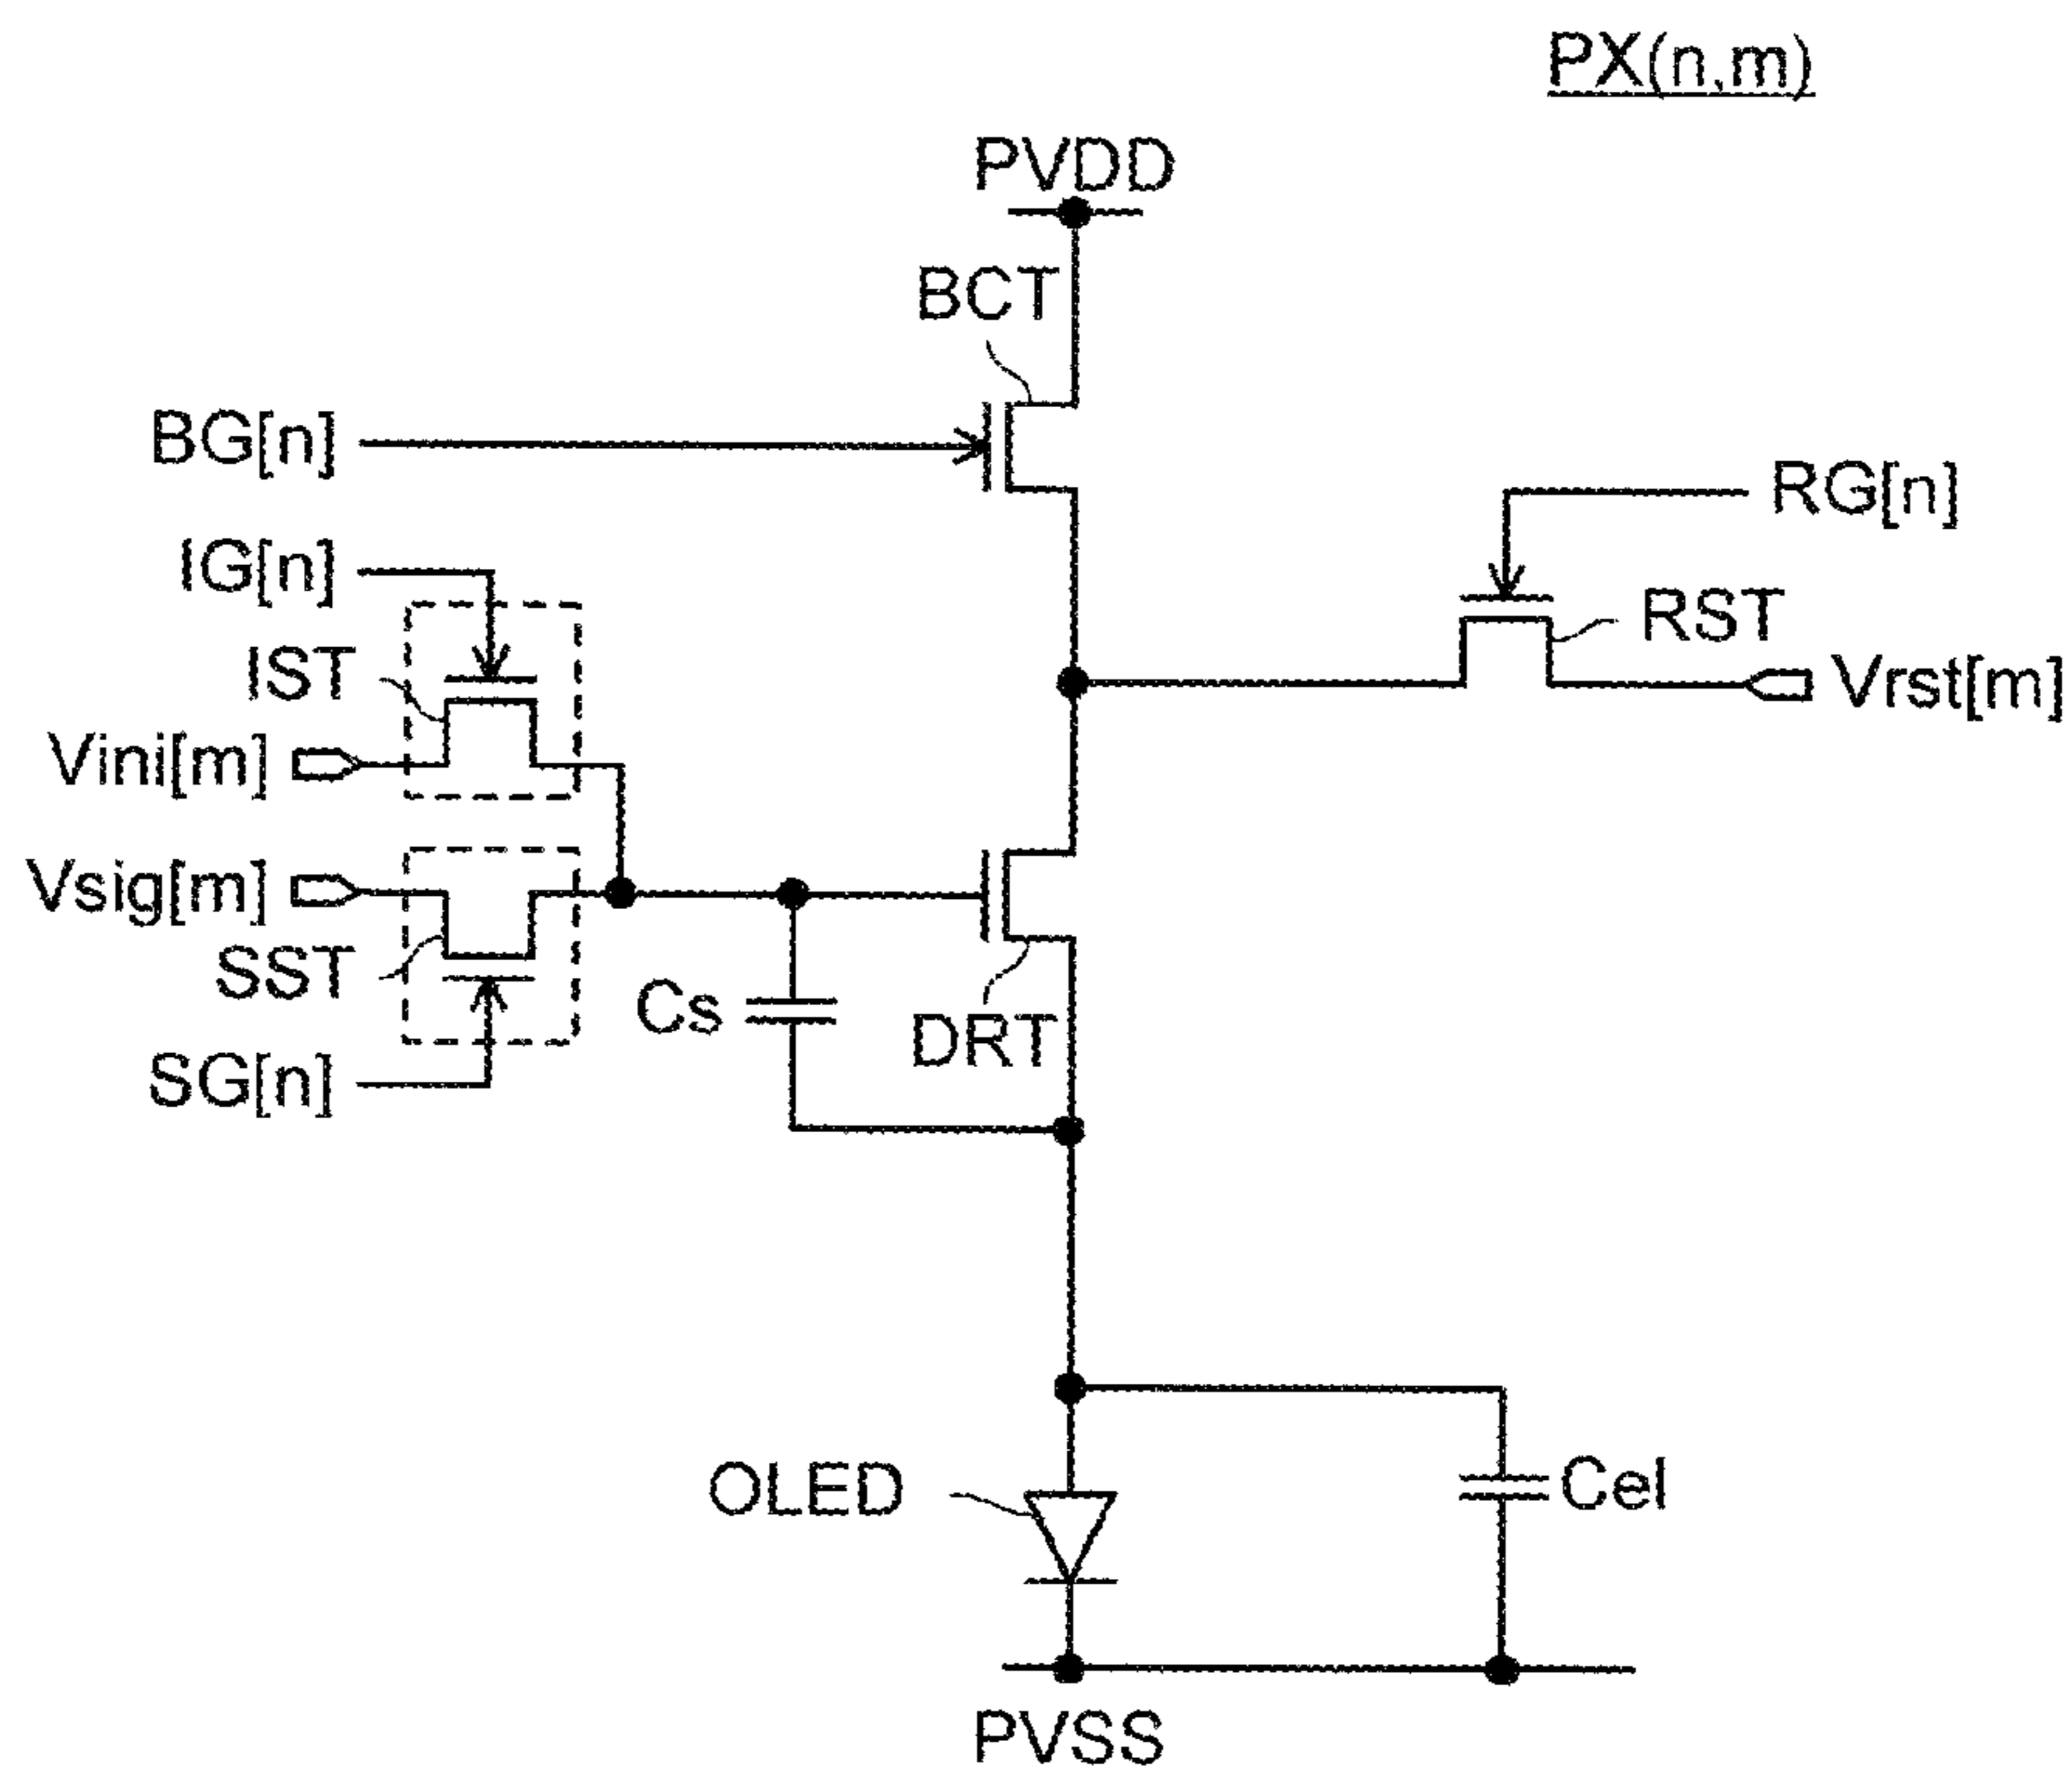 PX(n,m)
PVDD
BCT
BG[n]
RG[n]
IG[n]
RST
IST
Vrst[m]
Vini[m]
Vsig[m]
SST
Cs
DRT
SG[n]
OLED
Cel
PVSS